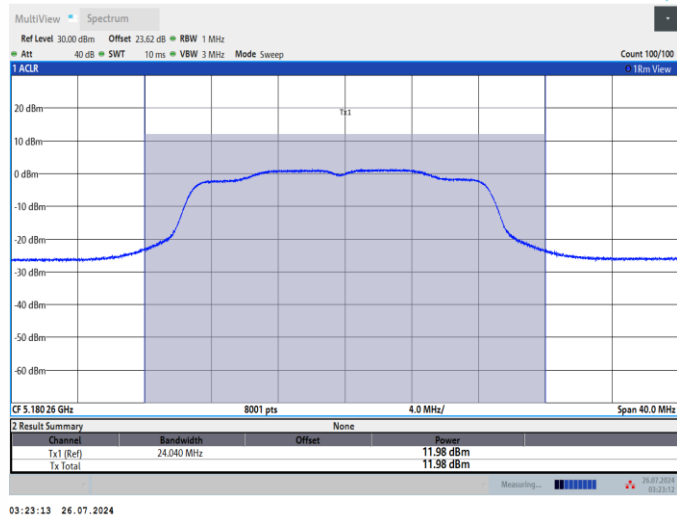 MultiView Spectrum
Ref Level 30.00 dBm Offset 23.62 dB RBW 1 MHz
Att 40 dB SWT 10 ms VBW 3 MHz Mode Sweep Count 100/100
1 ACLR 1Rm View
Tx1
20 dBm
10 dBm
0 dBm
-10 dBm
-20 dBm
-30 dBm
-40 dBm
-50 dBm
-60 dBm
CF 5.180 26 GHz 8001 pts 4.0 MHz/ Span 40.0 MHz
2 Result Summary None
Channel Bandwidth Offset Power
Tx1 (Ref) 24.040 MHz 11.98 dBm
Tx Total 11.98 dBm
Measuring... 26.07.2024
03:23:12
03:23:13 26.07.2024